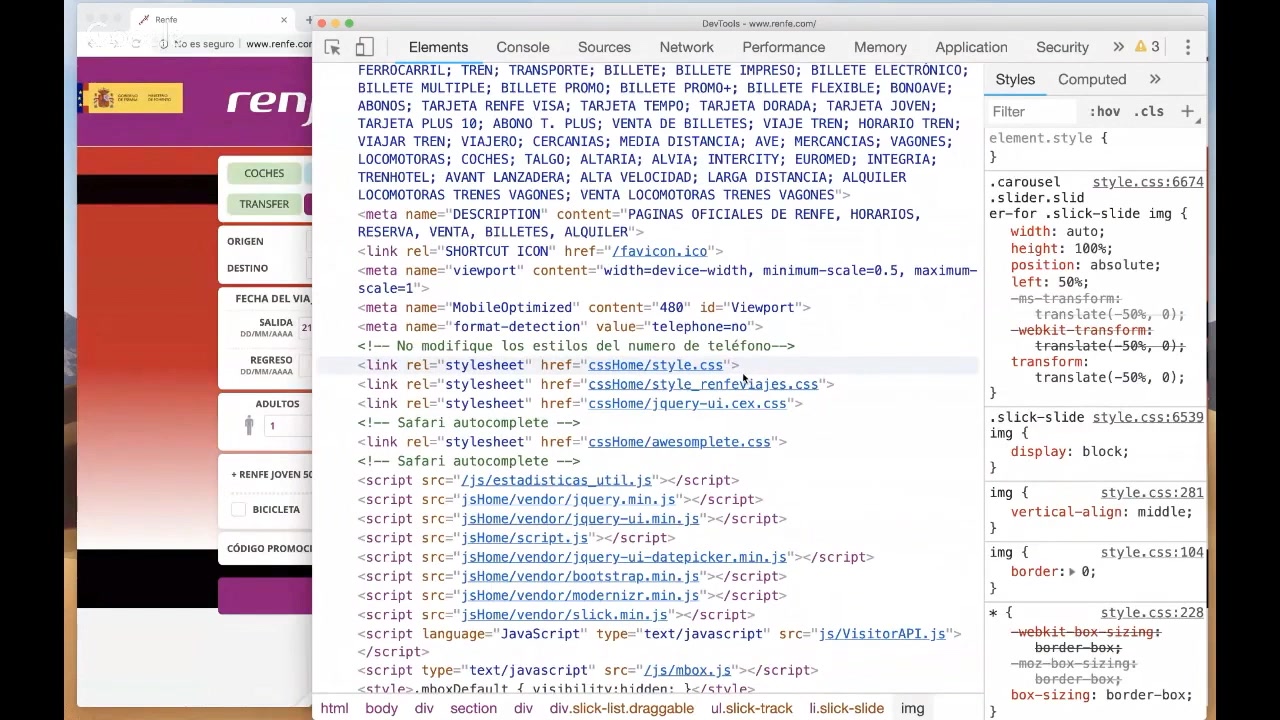 Renfe
DevTools - www.renfe.com/
No es seguro
www.renfe.com
Elements
Console
Sources
Network
Performance
Memory
Application
Security
»
3
GOBIERNO DE ESPAÑA
MINISTERIO DE FOMENTO
renf
COCHES
TRANSFER
ORIGEN
DESTINO
FECHA DEL VIA
SALIDA
DD/MM/AAAA
21
REGRESO
DD/MM/AAAA
ADULTOS
1
+ RENFE JOVEN 50
BICICLETA
CÓDIGO PROMOCI
FERROCARRIL; TREN; TRANSPORTE; BILLETE; BILLETE IMPRESO; BILLETE ELECTRÓNICO;
BILLETE MULTIPLE; BILLETE PROMO; BILLETE PROMO+; BILLETE FLEXIBLE; BONOAVE;
ABONOS; TARJETA RENFE VISA; TARJETA TEMPO; TARJETA DORADA; TARJETA JOVEN;
TARJETA PLUS 10; ABONO T. PLUS; VENTA DE BILLETES; VIAJE TREN; HORARIO TREN;
VIAJAR TREN; VIAJERO; CERCANIAS; MEDIA DISTANCIA; AVE; MERCANCIAS; VAGONES;
LOCOMOTORAS; COCHES; TALGO; ALTARIA; ALVIA; INTERCITY; EUROMED; INTEGRIA;
TRENHOTEL; AVANT LANZADERA; ALTA VELOCIDAD; LARGA DISTANCIA; ALQUILER
LOCOMOTORAS TRENES VAGONES; VENTA LOCOMOTORAS TRENES VAGONES">
<meta name="DESCRIPTION" content="PAGINAS OFICIALES DE RENFE, HORARIOS,
RESERVA, VENTA, BILLETES, ALQUILER">
<link rel="SHORTCUT ICON" href="/favicon.ico">
<meta name="viewport" content="width=device-width, minimum-scale=0.5, maximum-
scale=1">
<meta name="MobileOptimized" content="480" id="Viewport">
<meta name="format-detection" value="telephone=no">
<!-- No modifique los estilos del numero de teléfono-->
<link rel="stylesheet" href="cssHome/style.css">
<link rel="stylesheet" href="cssHome/style_renfeviajes.css">
<link rel="stylesheet" href="cssHome/jquery-ui.cex.css">
<!-- Safari autocomplete -->
<link rel="stylesheet" href="cssHome/awesomplete.css">
<!-- Safari autocomplete -->
<script src="/js/estadisticas_util.js"></script>
<script src="jsHome/vendor/jquery.min.js"></script>
<script src="jsHome/vendor/jquery-ui.min.js"></script>
<script src="jsHome/script.js"></script>
<script src="jsHome/vendor/jquery-ui-datepicker.min.js"></script>
<script src="jsHome/vendor/bootstrap.min.js"></script>
<script src="jsHome/vendor/modernizr.min.js"></script>
<script src="jsHome/vendor/slick.min.js"></script>
<script language="JavaScript" type="text/javascript" src="js/VisitorAPI.js">
</script>
<script type="text/javascript" src="/js/mbox.js"></script>
<style>.mboxDefault { visibility:hidden; }</style>
html body div section div div.slick-list.draggable ul.slick-track li.slick-slide img
Styles
Computed
»
Filter
:hov
.cls
+
element.style {
}
.carousel style.css:6674
.slider.slid
er-for .slick-slide img {
width: auto;
height: 100%;
position: absolute;
left: 50%;
-ms-transform:
translate(-50%, 0);
-webkit-transform:
translate(-50%, 0);
transform:
translate(-50%, 0);
}
.slick-slide style.css:6539
img {
display: block;
}
img { style.css:281
vertical-align: middle;
}
img { style.css:104
border: 0;
}
* { style.css:228
-webkit-box-sizing:
border-box;
-moz-box-sizing:
border-box;
box-sizing: border-box;
}